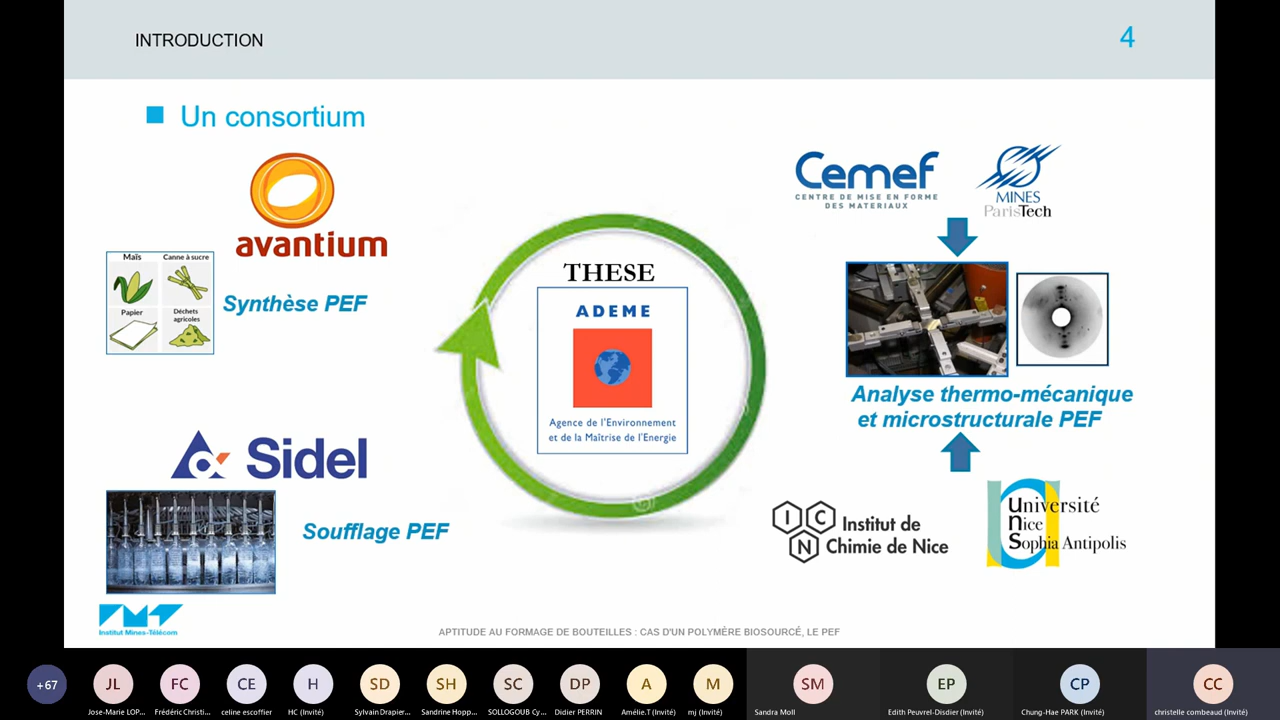 INTRODUCTION
4
Un consortium
avantium
Maïs
Canne à sucre
Papier
Déchets
agricoles
Synthèse PEF
Sidel
Soufflage PEF
THESE
ADEME
Agence de l'Environnement
et de la Maîtrise de l'Energie
Cemef
CENTRE DE MISE EN FORME
DES MATERIAUX
MINES
ParisTech
Analyse thermo-mécanique
et microstructurale PEF
ICN
Institut de
Chimie de Nice
Université
Nice
Sophia Antipolis
Institut Mines-Télécom
APTITUDE AU FORMAGE DE BOUTEILLES : CAS D'UN POLYMÈRE BIOSOURCÉ, LE PEF
+67
JL
FC
CE
H
SD
SH
SC
DP
A
M
SM
EP
CP
CC
Jose-Marie LOP...
Frédéric Christi...
celine escoffier
HC (Invité)
Sylvain Drapier...
Sandrine Hopp...
SOLLOGOUB Cy...
Didier PERRIN
Amélie.T (Invité)
mj (Invité)
Sandra Moll
Edith Peuvrel-Disdier (Invité)
Chung-Hae PARK (Invité)
christelle combeaud (Invité)